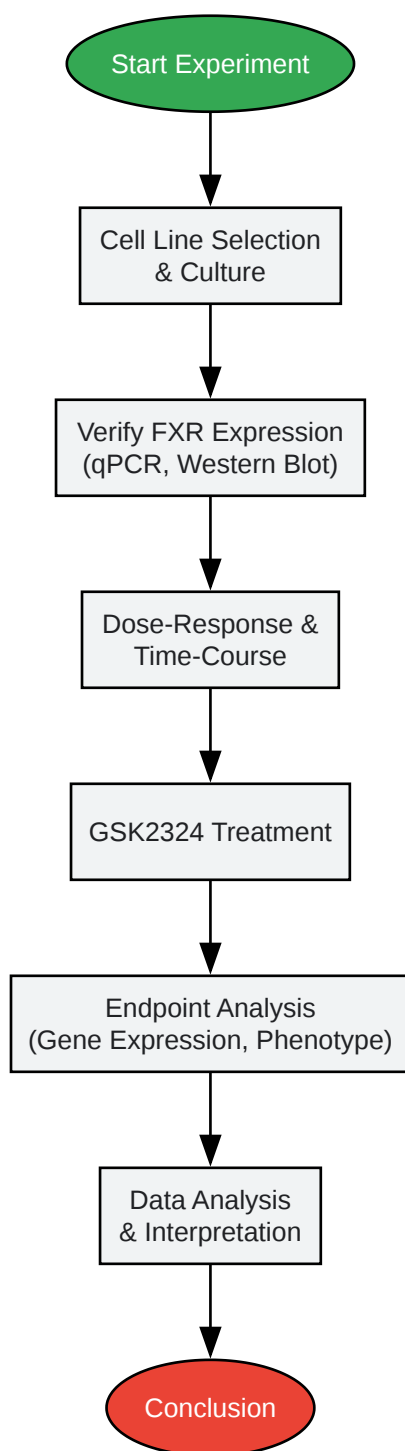 Start Experiment
Cell Line Selection
& Culture
Verify FXR Expression
(qPCR, Western Blot)
Dose-Response &
Time-Course
GSK2324 Treatment
Endpoint Analysis
(Gene Expression, Phenotype)
Data Analysis
& Interpretation
Conclusion